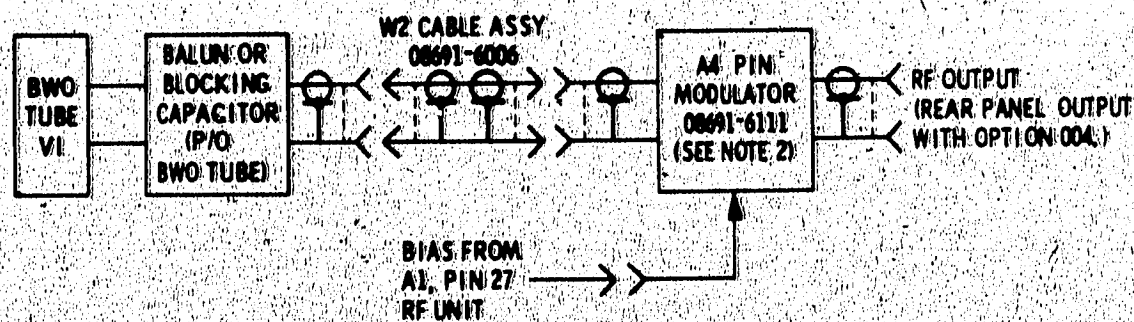 BWO
TUBE
V1
BALUN OR
BLOCKING
CAPACITOR
(P/O
BWO TUBE)
W2 CABLE ASSY
08691-6006
A4 PIN
MODULATOR
08691-6111
(SEE NOTE 2)
RF OUTPUT
(REAR PANEL OUTPUT
WITH OPTION 004,)
BIAS FROM
A1, PIN 27
RF UNIT